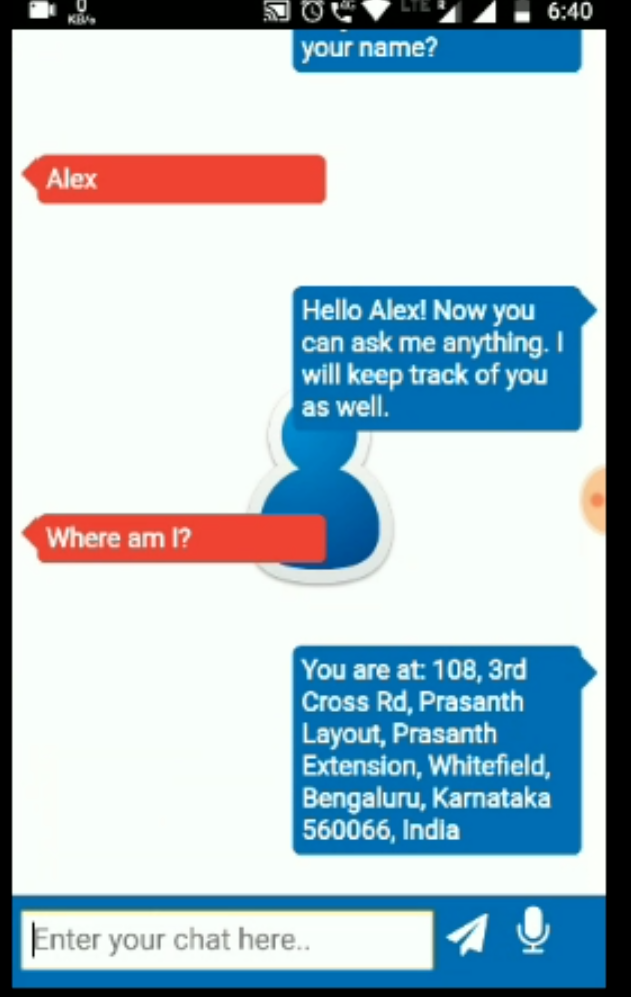 0
KB/s
4G
LTE
R
6:40
your name?
Alex
Hello Alex! Now you
can ask me anything. I
will keep track of you
as well.
Where am I?
You are at: 108, 3rd
Cross Rd, Prasanth
Layout, Prasanth
Extension, Whitefield,
Bengaluru, Karnataka
560066, India
Enter your chat here..